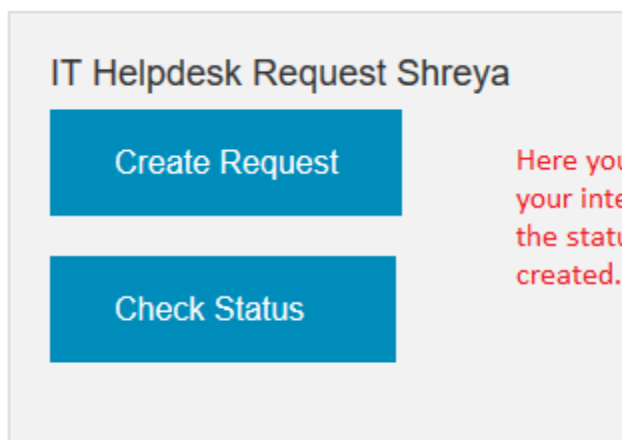 IT Helpdesk Request Shreya
Create Request
Here you
your inte
the statu
created.
Check Status